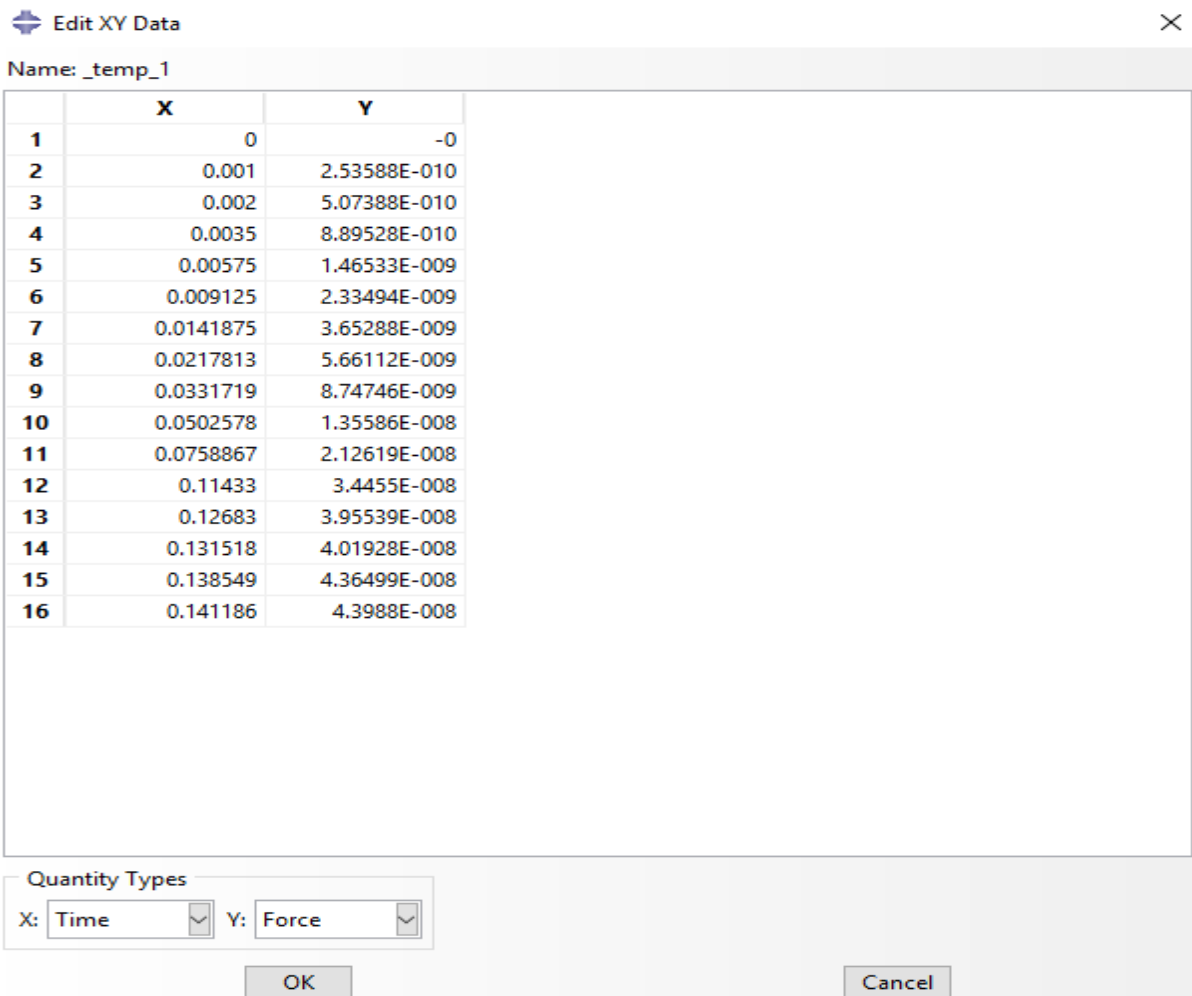 Edit XY Data
Name: _temp_1
X Y
1 0 -0
2 0.001 2.53588E-010
3 0.002 5.07388E-010
4 0.0035 8.89528E-010
5 0.00575 1.46533E-009
6 0.009125 2.33494E-009
7 0.0141875 3.65288E-009
8 0.0217813 5.66112E-009
9 0.0331719 8.74746E-009
10 0.0502578 1.35586E-008
11 0.0758867 2.12619E-008
12 0.11433 3.4455E-008
13 0.12683 3.95539E-008
14 0.131518 4.01928E-008
15 0.138549 4.36499E-008
16 0.141186 4.3988E-008
Quantity Types
X: Time Y: Force
OK Cancel